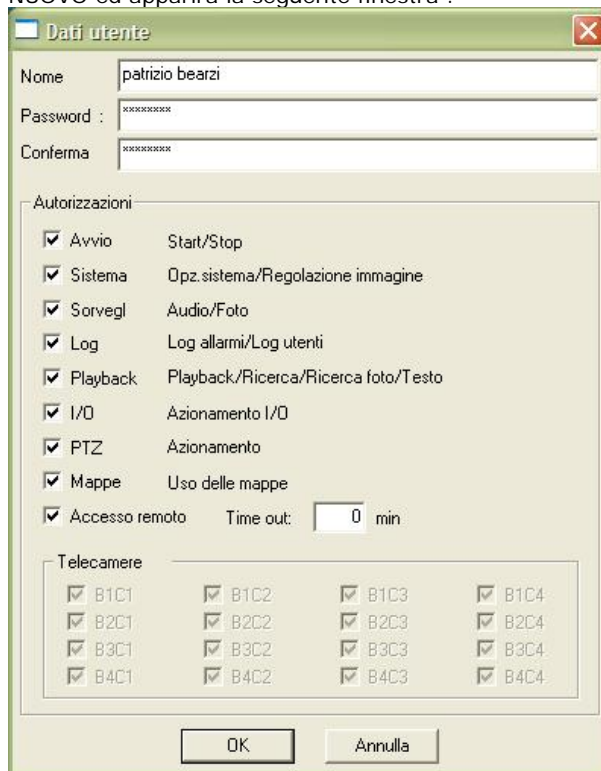 NUOVO ed apparirà la seguente finestra :
Dati utente
Nome patrizio bearzi
Password : ××××××××
Conferma ××××××××
Autorizzazioni
Avvio Start/Stop
Sistema Opz.sistema/Regolazione immagine
Sorvegl Audio/Foto
Log Log allarmi/Log utenti
Playback Playback/Ricerca/Ricerca foto/Testo
I/O Azionamento I/O
PTZ Azionamento
Mappe Uso delle mappe
Accesso remoto Time out: 0 min
Telecamere
B1C1 B1C2 B1C3 B1C4
B2C1 B2C2 B2C3 B2C4
B3C1 B3C2 B3C3 B3C4
B4C1 B4C2 B4C3 B4C4
OK Annulla